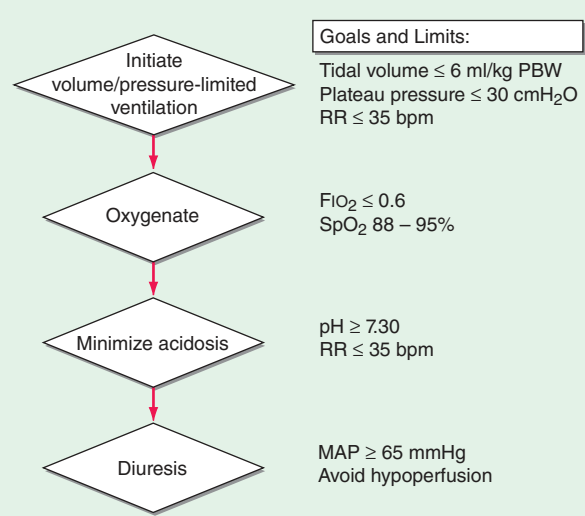 Goals and Limits:
Initiate
volume/pressure-limited
ventilation
Tidal volume ≤ 6 ml/kg PBW
Plateau pressure ≤ 30 cmH₂O
RR ≤ 35 bpm
Oxygenate
FIO₂ ≤ 0.6
SpO₂ 88 – 95%
Minimize acidosis
pH ≥ 7.30
RR ≤ 35 bpm
Diuresis
MAP ≥ 65 mmHg
Avoid hypoperfusion